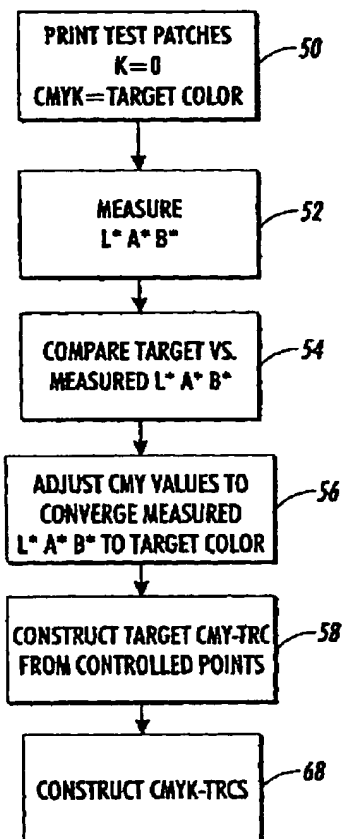 PRINT TEST PATCHES
K=0
CMYK=TARGET COLOR
50
MEASURE
L* A* B*
52
COMPARE TARGET VS.
MEASURED L* A* B*
54
ADJUST CMY VALUES TO
CONVERGE MEASURED
L* A* B* TO TARGET COLOR
56
CONSTRUCT TARGET CMY-TRC
FROM CONTROLLED POINTS
58
CONSTRUCT CMYK-TRCS
68